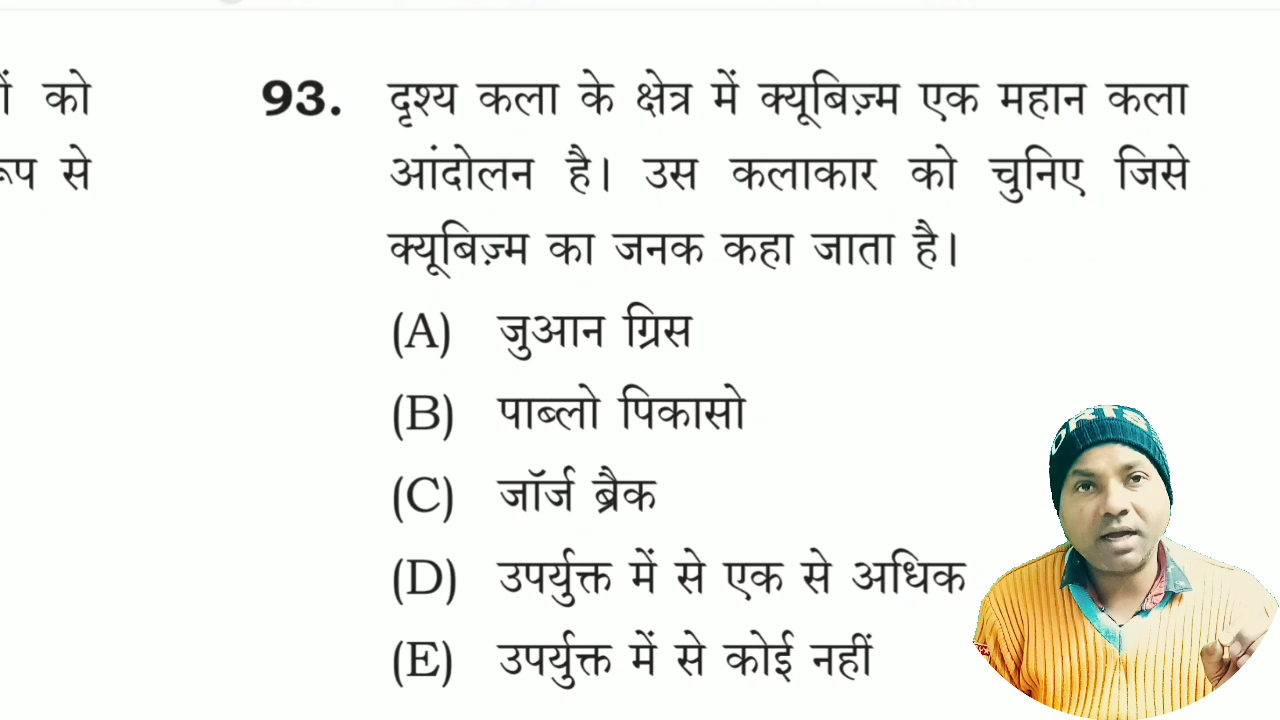 ों को
रूप से
93. दृश्य कला के क्षेत्र में क्यूबिज़्म एक महान कला
आंदोलन है। उस कलाकार को चुनिए जिसे
क्यूबिज़्म का जनक कहा जाता है।
(A) जुआन ग्रिस
(B) पाब्लो पिकासो
(C) जॉर्ज ब्रैक
(D) उपर्युक्त में से एक से अधिक
(E) उपर्युक्त में से कोई नहीं